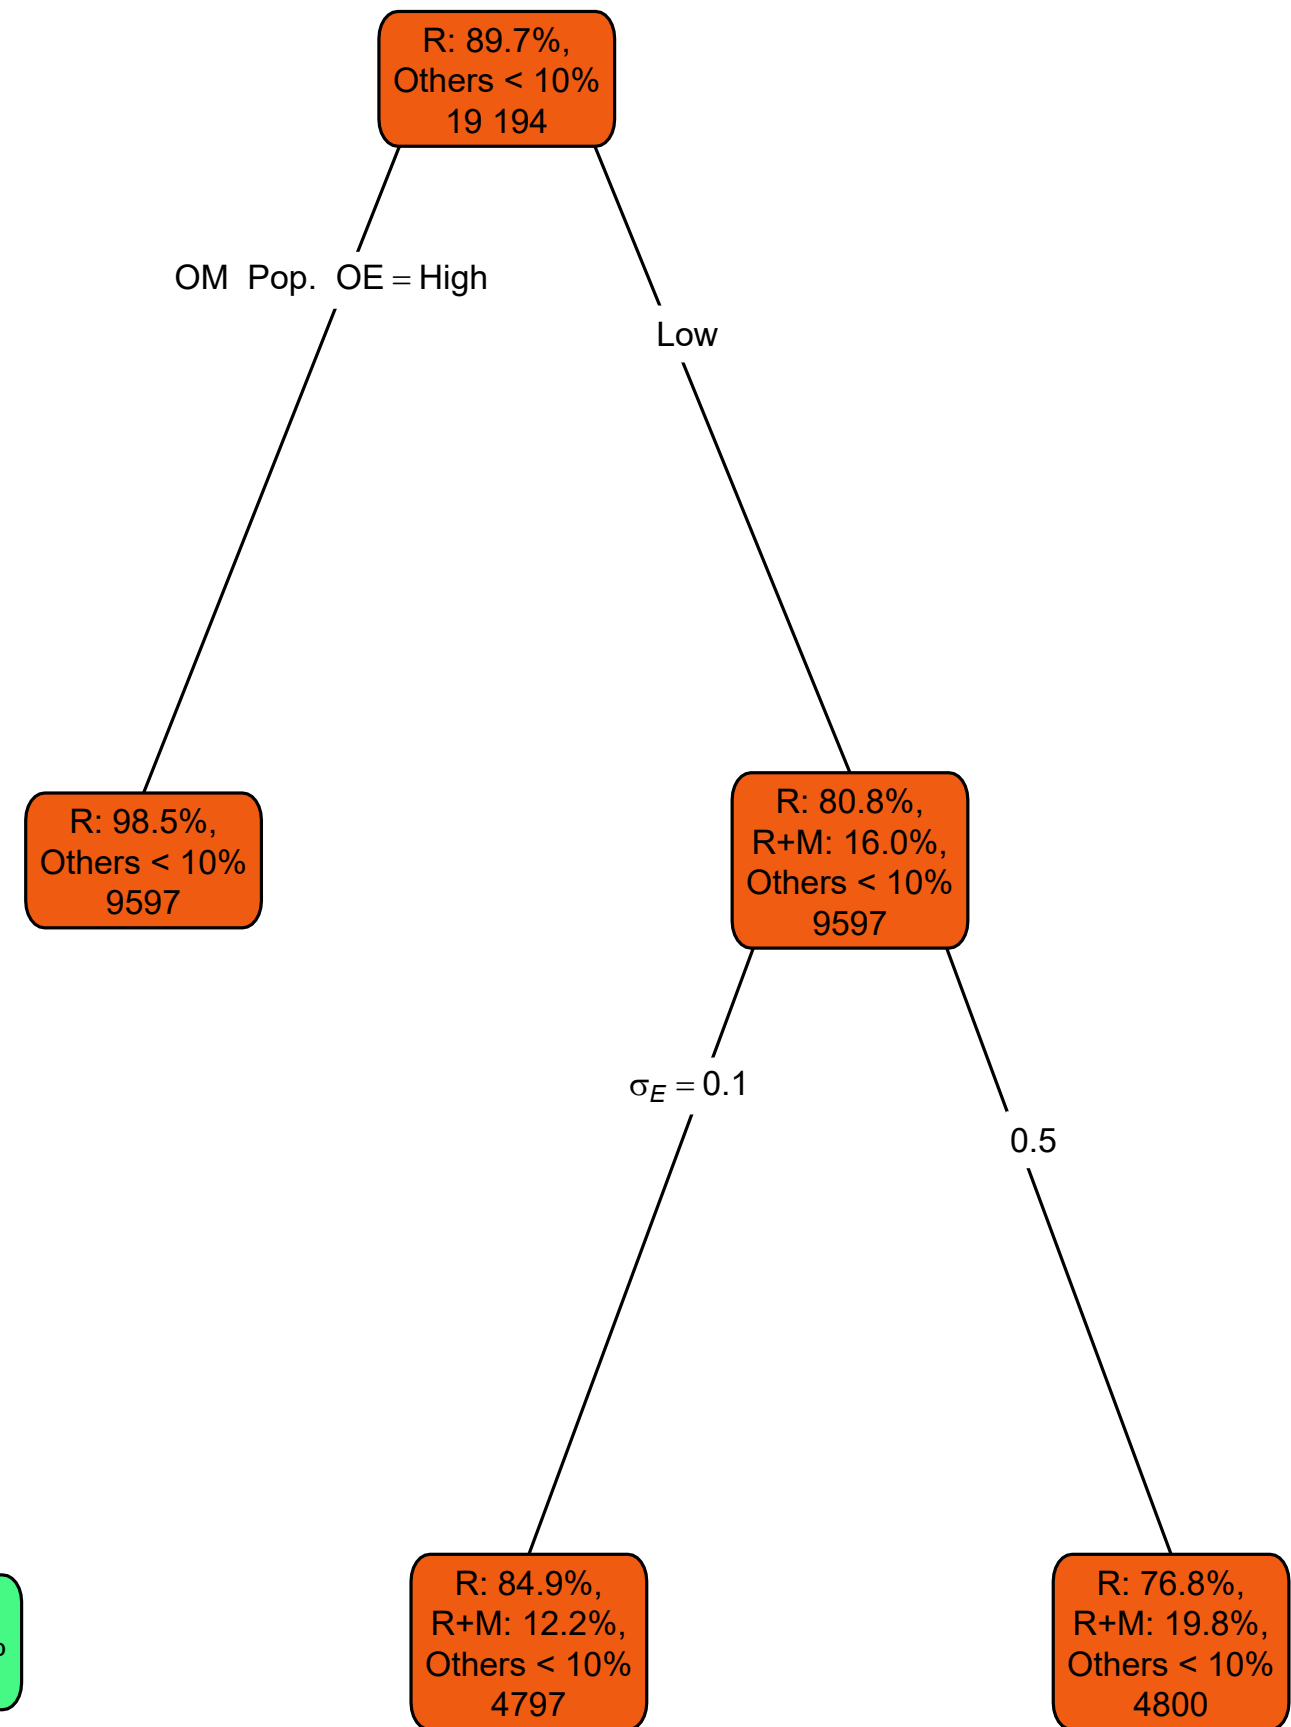 R: 89.7%,
Others < 10%
19 194
OM Pop. OE = High
Low
R: 98.5%,
Others < 10%
9597
R: 80.8%,
R+M: 16.0%,
Others < 10%
9597
σE = 0.1
0.5
%
R: 84.9%,
R+M: 12.2%,
Others < 10%
4797
R: 76.8%,
R+M: 19.8%,
Others < 10%
4800